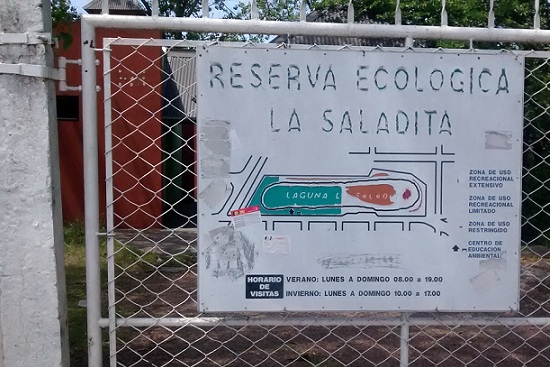 RESERVA ECOLOGICA
LA SALADITA
LAGUNA
ZONA DE USO
RECREACIONAL
EXTENSIVO
ZONA DE USO
RECREACIONAL
LIMITADO
ZONA DE USO
RESTRINGIDO
CENTRO DE
EDUCACION
AMBIENTAL
HORARIO
DE
VISITAS
VERANO: LUNES A DOMINGO 08.00 a 19.00
INVIERNO: LUNES A DOMINGO 10.00 a 17.00